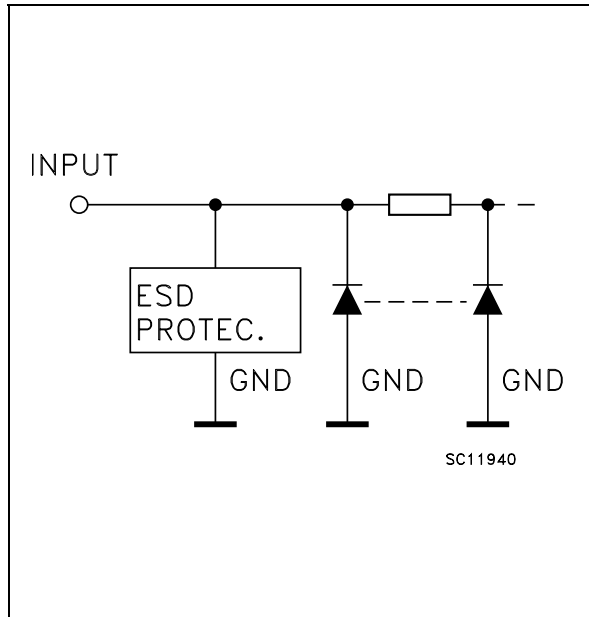 INPUT
ESD
PROTEC.
GND
GND
GND
SC11940